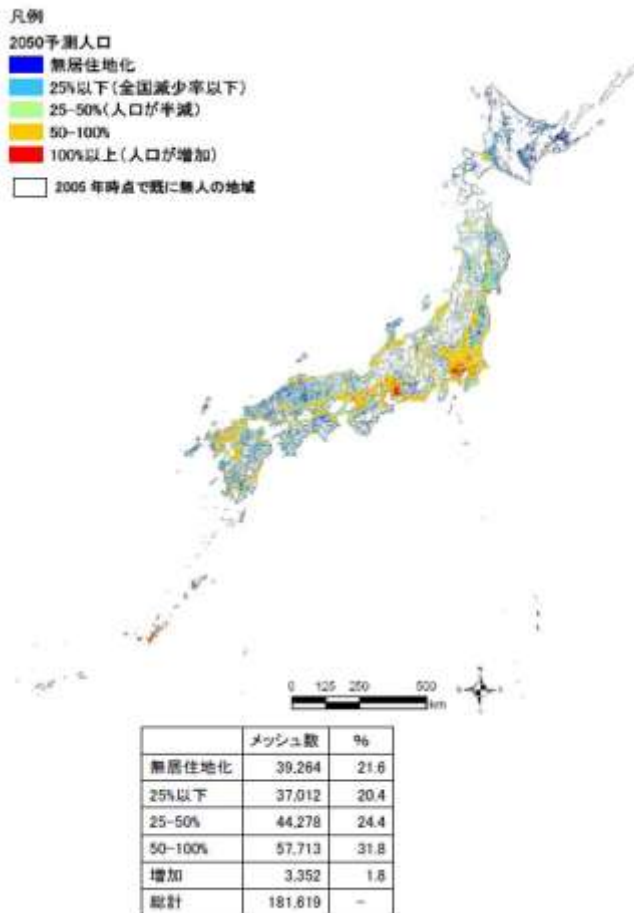 凡例
2050予測人口
無居住地化
25%以下(全国減少率以下)
25-50%(人口が半減)
50-100%
100%以上(人口が増加)
2005年時点で既に無人の地域
0 125 250 500
km
メッシュ数 %
無居住地化 39,264 21.6
25%以下 37,012 20.4
25-50% 44,278 24.4
50-100% 57,713 31.8
増加 3,352 1.8
総計 181,619 -